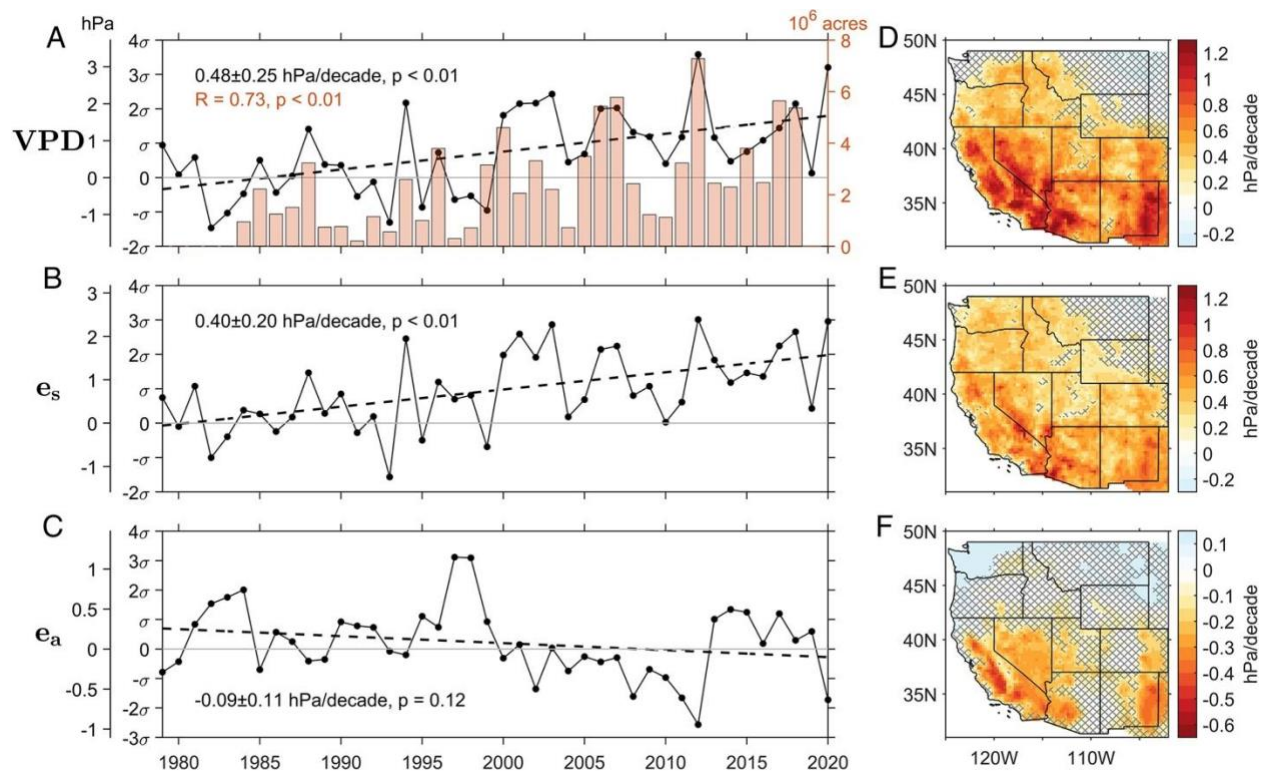 hPa
10⁶ acres
A
4σ
3σ
2σ
σ
0
-σ
-2σ
3
2
1
0
-1
VPD
0.48±0.25 hPa/decade, p < 0.01
R = 0.73, p < 0.01
8
6
4
2
0
D
50N
45N
40N
35N
1.2
1
0.8
0.6
0.4
0.2
0
-0.2
hPa/decade
B
3
2
1
0
-1
4σ
3σ
2σ
σ
0
-σ
-2σ
eₛ
0.40±0.20 hPa/decade, p < 0.01
E
50N
45N
40N
35N
1.2
1
0.8
0.6
0.4
0.2
0
-0.2
hPa/decade
C
1
0.5
0
-0.5
-1
4σ
3σ
2σ
σ
0
-σ
-2σ
-3σ
eₐ
-0.09±0.11 hPa/decade, p = 0.12
1980 1985 1990 1995 2000 2005 2010 2015 2020
F
50N
45N
40N
35N
120W 110W
0.1
0
-0.1
-0.2
-0.3
-0.4
-0.5
-0.6
hPa/decade